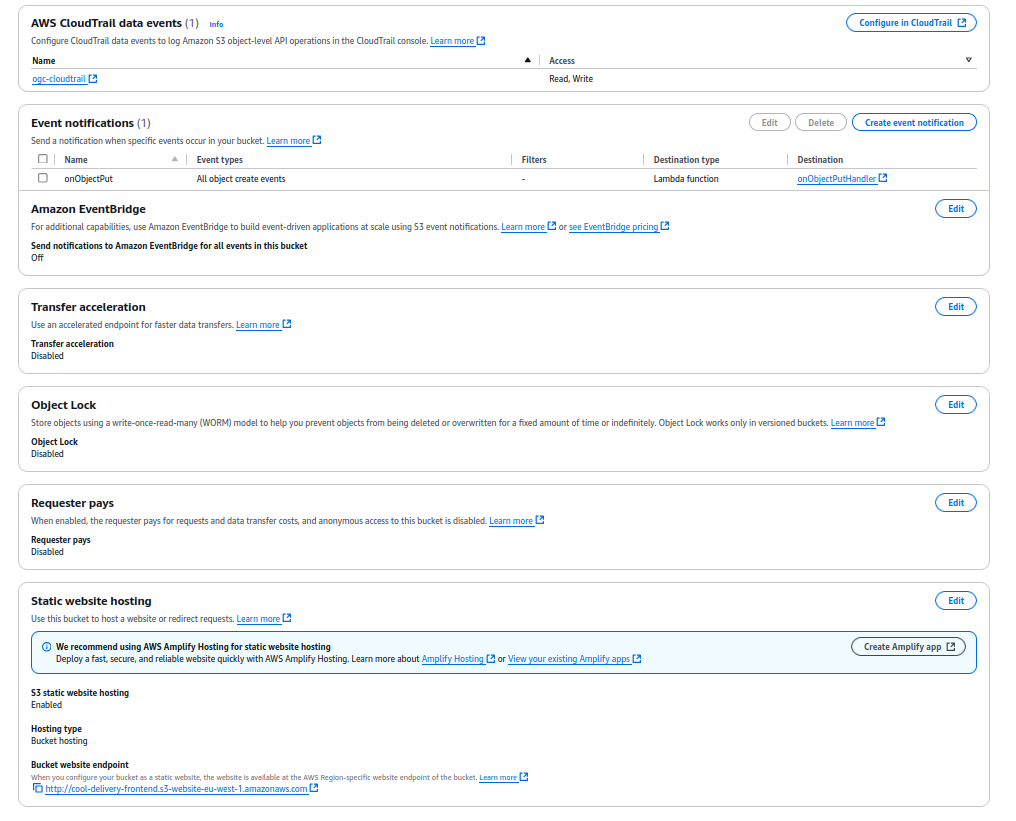 AWS CloudTrail data events (1) Info
Configure in CloudTrail
Configure CloudTrail data events to log Amazon S3 object-level API operations in the CloudTrail console. Learn more
Name Access
ogc-cloudtrail Read, Write
Event notifications (1)
Edit Delete Create event notification
Send a notification when specific events occur in your bucket. Learn more
Name Event types Filters Destination type Destination
onObjectPut All object create events - Lambda function onObjectPutHandler
Amazon EventBridge
Edit
For additional capabilities, use Amazon EventBridge to build event-driven applications at scale using S3 event notifications. Learn more or see EventBridge pricing
Send notifications to Amazon EventBridge for all events in this bucket
Off
Transfer acceleration
Edit
Use an accelerated endpoint for faster data transfers. Learn more
Transfer acceleration
Disabled
Object Lock
Edit
Store objects using a write-once-read-many (WORM) model to help you prevent objects from being deleted or overwritten for a fixed amount of time or indefinitely. Object Lock works only in versioned buckets. Learn more
Object Lock
Disabled
Requester pays
Edit
When enabled, the requester pays for requests and data transfer costs, and anonymous access to this bucket is disabled. Learn more
Requester pays
Disabled
Static website hosting
Edit
Use this bucket to host a website or redirect requests. Learn more
We recommend using AWS Amplify Hosting for static website hosting
Create Amplify app
Deploy a fast, secure, and reliable website quickly with AWS Amplify Hosting. Learn more about Amplify Hosting or View your existing Amplify apps
S3 static website hosting
Enabled
Hosting type
Bucket hosting
Bucket website endpoint
When you configure your bucket as a static website, the website is available at the AWS Region-specific website endpoint of the bucket. Learn more
http://cool-delivery-frontend.s3-website-eu-west-1.amazonaws.com